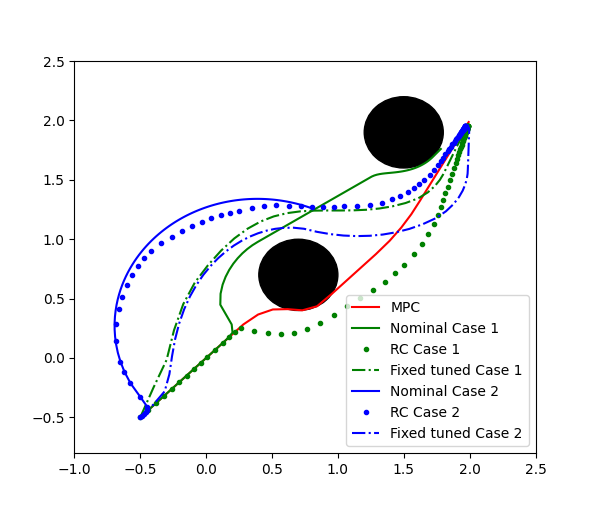 2.5
2.0
1.5
1.0
0.5
0.0
−0.5
MPC
Nominal Case 1
RC Case 1
Fixed tuned Case 1
Nominal Case 2
RC Case 2
Fixed tuned Case 2
−1.0 −0.5 0.0 0.5 1.0 1.5 2.0 2.5